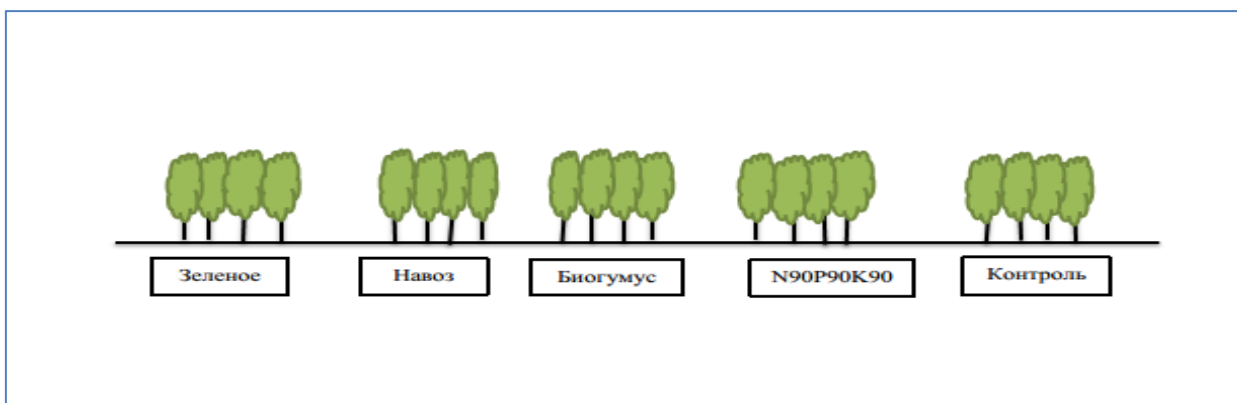 Зеленое
Навоз
Биогумус
N90P90K90
Контроль